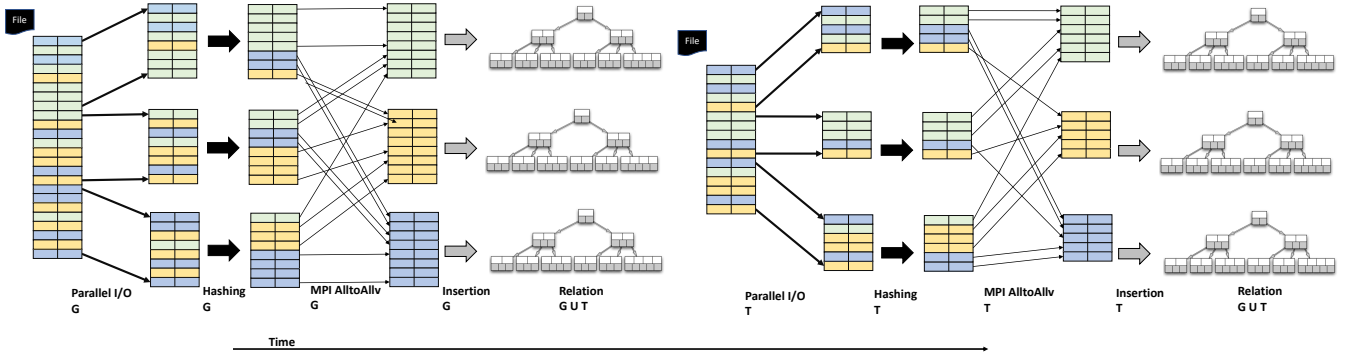 File
File
Parallel I/O
G
Hashing
G
MPI AlltoAllv
G
Insertion
G
Relation
G U T
Parallel I/O
T
Hashing
T
MPI AlltoAllv
T
Insertion
T
Relation
G U T
Time